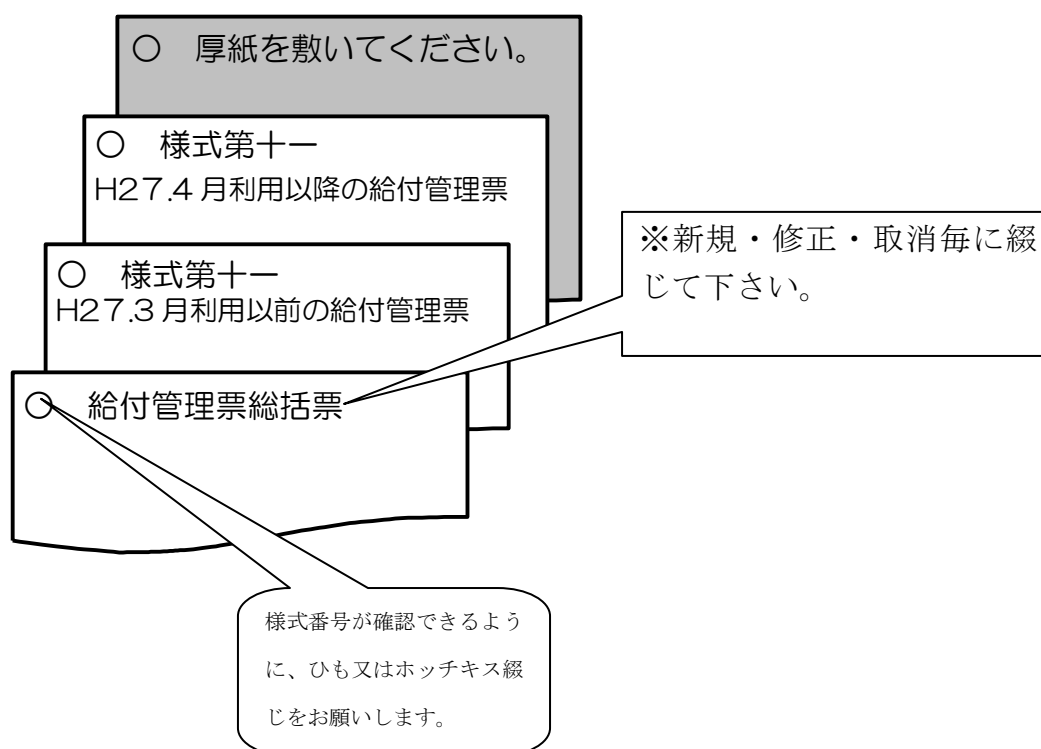 ○　厚紙を敷いてください。
○　様式第十一
H27.4月利用以降の給付管理票
○　様式第十一
H27.3月利用以前の給付管理票
○　給付管理票総括票
※新規・修正・取消毎に綴
じて下さい。
様式番号が確認できるよう
に、ひも又はホッチキス綴
じをお願いします。